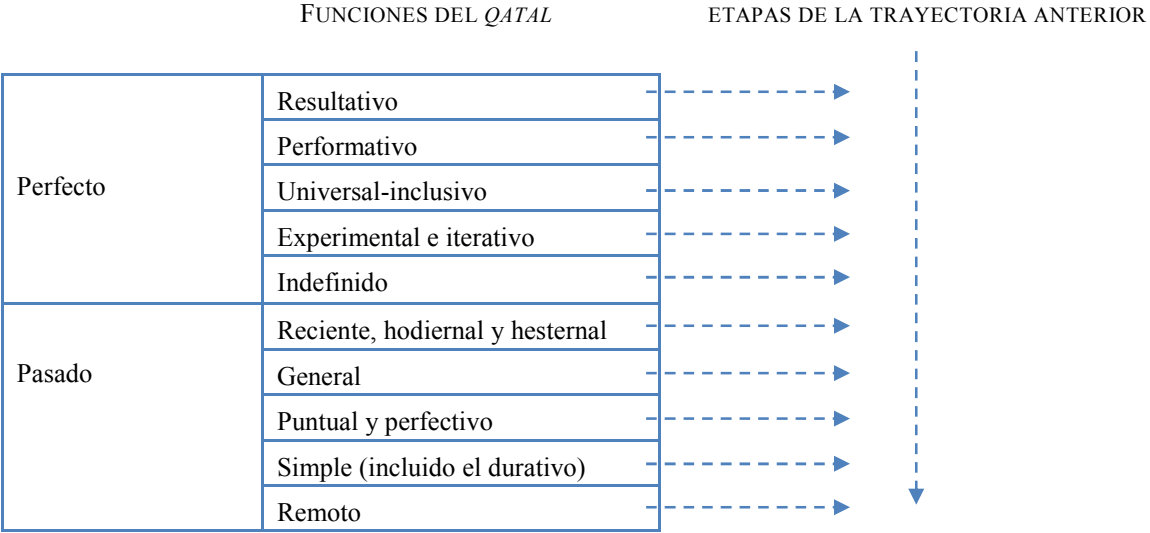 FUNCIONES DEL QATAL
ETAPAS DE LA TRAYECTORIA ANTERIOR
Perfecto
Resultativo
Performativo
Universal-inclusivo
Experimental e iterativo
Indefinido
Pasado
Reciente, hodiernal y hesternal
General
Puntual y perfectivo
Simple (incluido el durativo)
Remoto